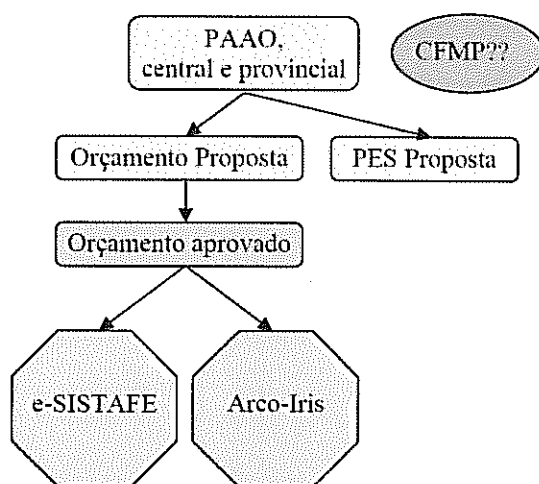 PAAO,
central e provincial
CFMP??
Orçamento Proposta
PES Proposta
Orçamento aprovado
e-SISTAFE
Arco-Iris